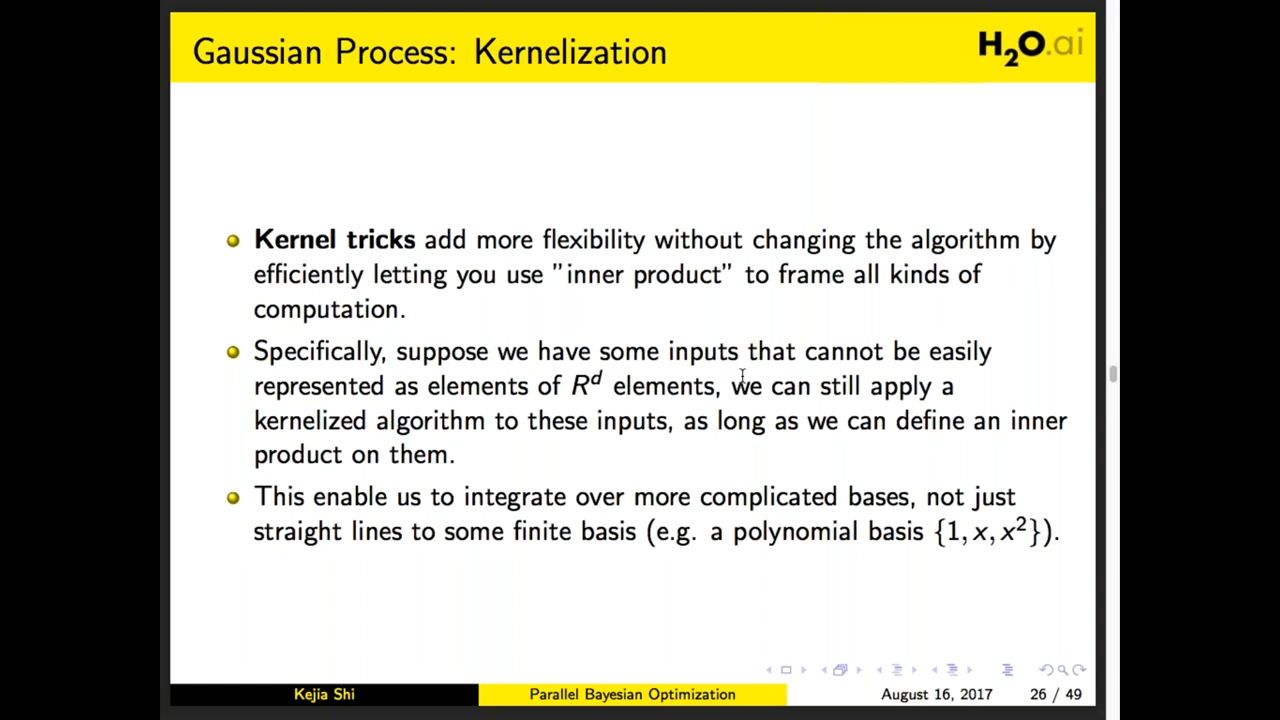 Gaussian Process: Kernelization
H2O.ai
Kernel tricks add more flexibility without changing the algorithm by
efficiently letting you use "inner product" to frame all kinds of
computation.
Specifically, suppose we have some inputs that cannot be easily
represented as elements of R^d elements, we can still apply a
kernelized algorithm to these inputs, as long as we can define an inner
product on them.
This enable us to integrate over more complicated bases, not just
straight lines to some finite basis (e.g. a polynomial basis {1, x, x²}).
Kejia Shi
Parallel Bayesian Optimization
August 16, 2017
26 / 49